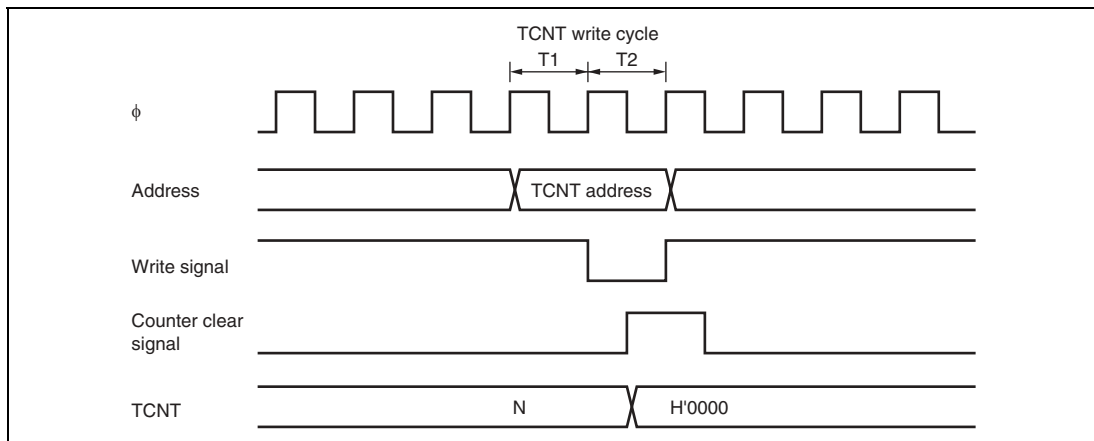 TCNT write cycle
T1 T2
ϕ
Address
TCNT address
Write signal
Counter clear
signal
TCNT
N
H'0000